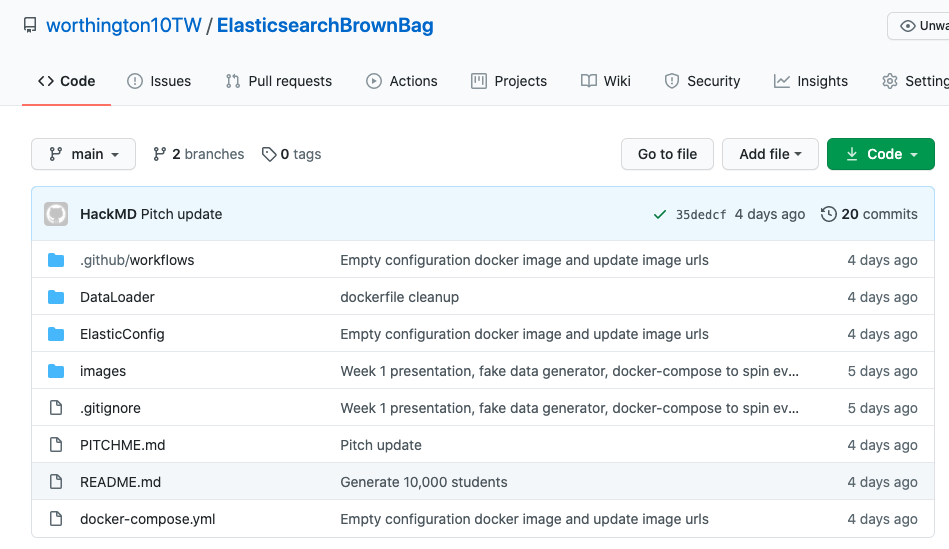 worthington10TW / ElasticsearchBrownBag
Code Issues Pull requests Actions Projects Wiki Security Insights
main 2 branches 0 tags Go to file Add file Code
HackMD Pitch update 35dedcf 4 days ago 20 commits
.github/workflows Empty configuration docker image and update image urls 4 days ago
DataLoader dockerfile cleanup 4 days ago
ElasticConfig Empty configuration docker image and update image urls 4 days ago
images Week 1 presentation, fake data generator, docker-compose to spin ev... 5 days ago
.gitignore Week 1 presentation, fake data generator, docker-compose to spin ev... 5 days ago
PITCHME.md Pitch update 4 days ago
README.md Generate 10,000 students 4 days ago
docker-compose.yml Empty configuration docker image and update image urls 4 days ago